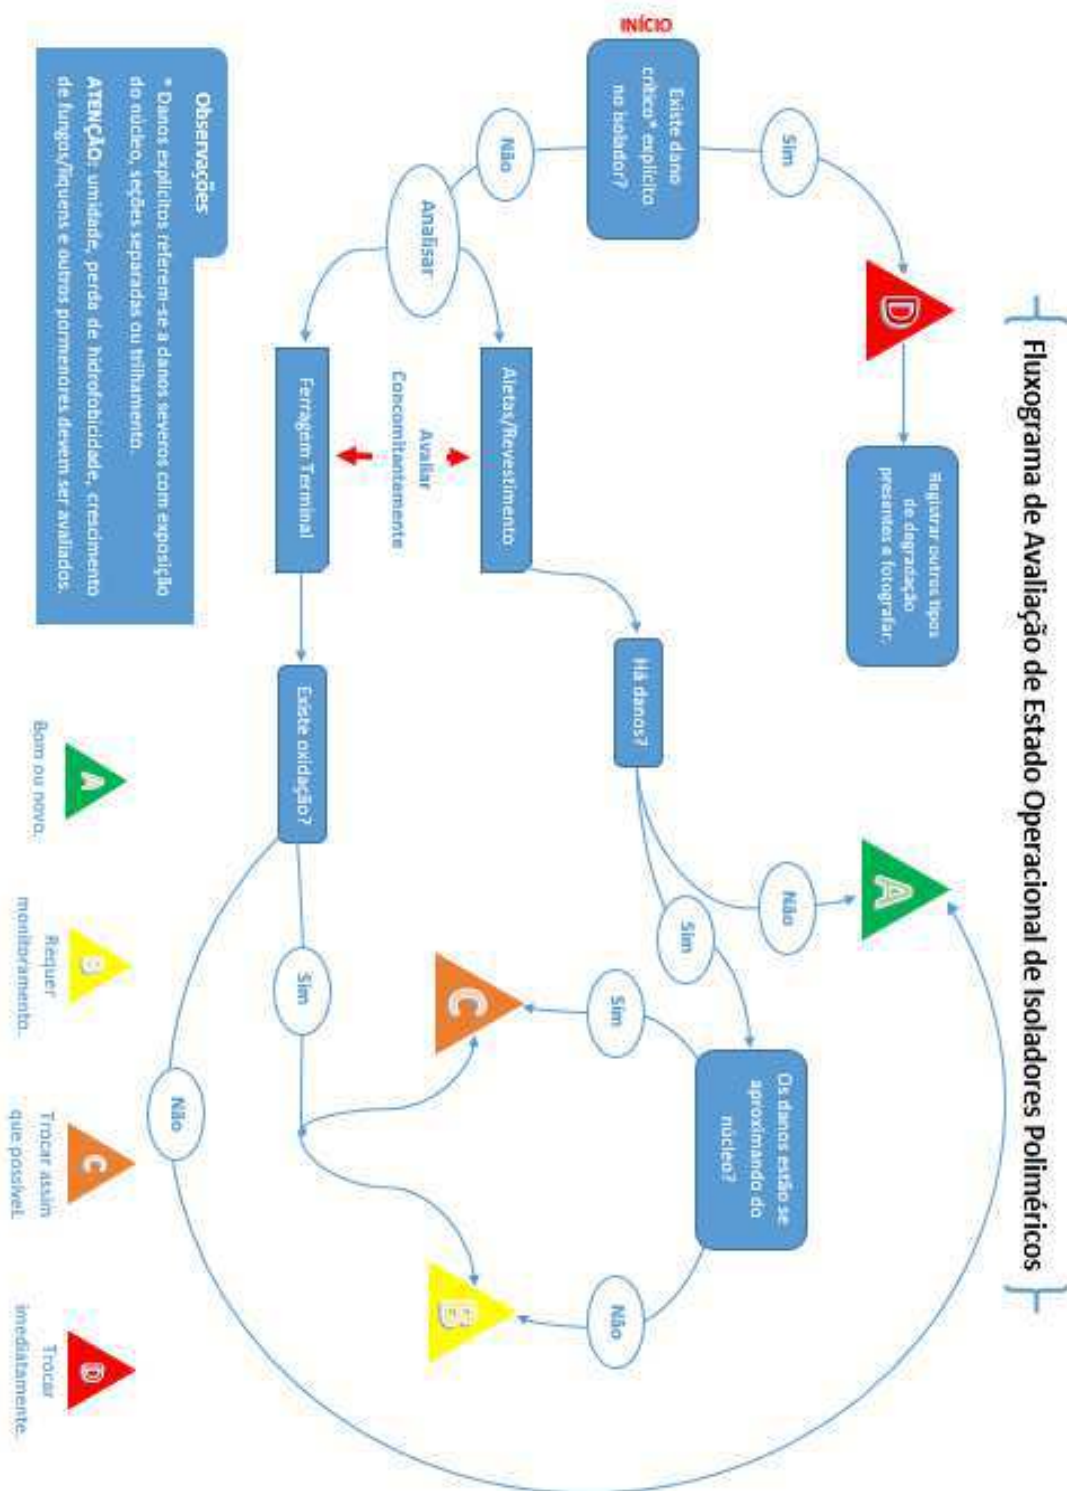 Fluxograma de Avaliação de Estado Operacional de Isoladores Poliméricos
INÍCIO
Existe dano
crítico* explícito
no isolador?
Sim
D
Registrar outros tipos
de degradação
presentes e fotografar.
Não
Analisar
Aletas/Revestimento
Avaliar
Concomitantemente
Ferragem Terminal
Há danos?
Não
A
Sim
Os danos estão se
aproximando do
núcleo?
Sim
C
Não
B
Existe oxidação?
Sim
Não
Observações
* Danos explícitos referem-se a danos severos com exposição
do núcleo, seções separadas ou trilhamento.
ATENÇÃO: umidade, perda de hidrofobicidade, crescimento
de fungos/líquens e outros pormenores devem ser avaliados.
A
Bom ou novo.
B
Requer
monitoramento.
C
Trocar assim
que possível.
D
Trocar
imediatamente.